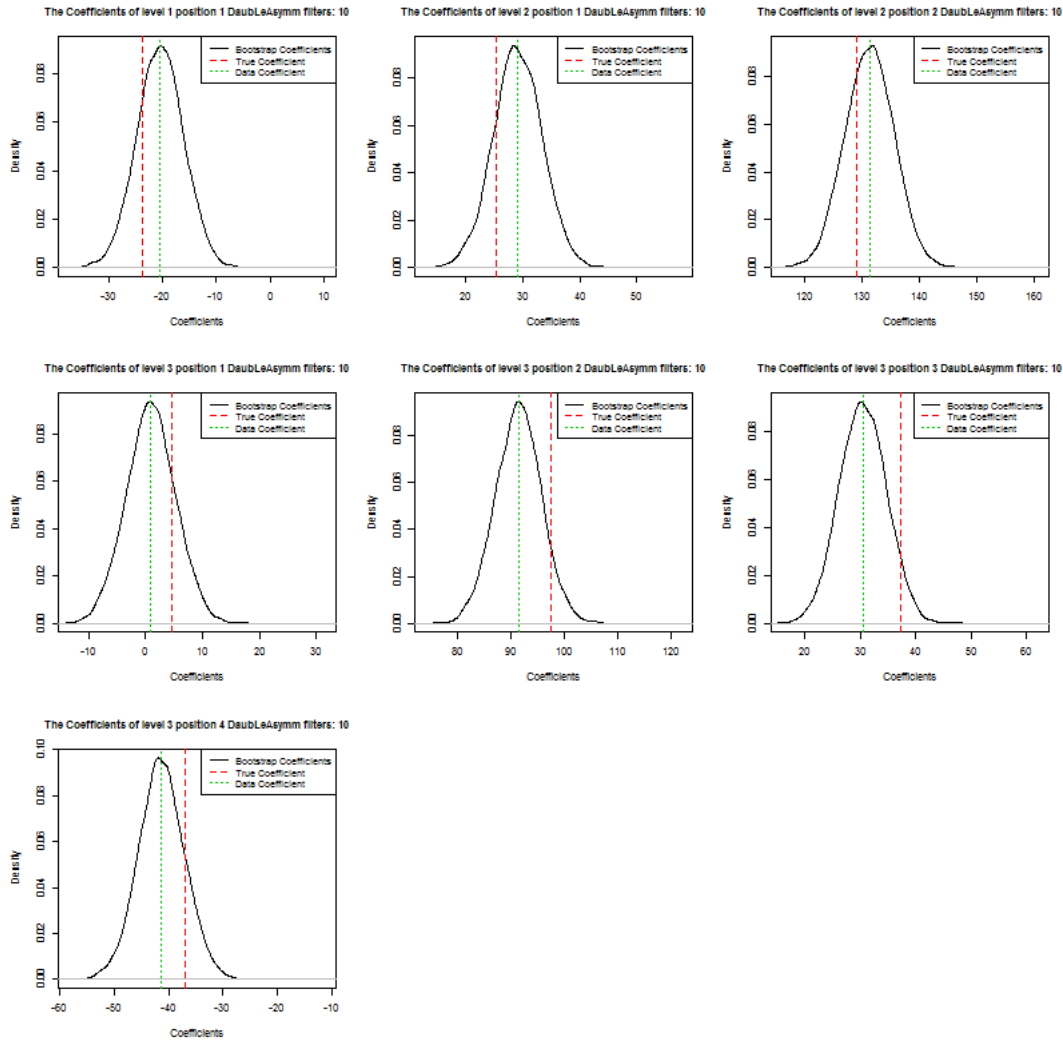 The Coefficients of level 1 position 1 DaubLeAsymm filters: 10
Bootstrap Coefficients
True Coefficient
Data Coefficient
Density
0.00 0.02 0.04 0.06 0.08
-30 -20 -10 0 10
Coefficients
The Coefficients of level 2 position 1 DaubLeAsymm filters: 10
Bootstrap Coefficients
True Coefficient
Data Coefficient
Density
0.00 0.02 0.04 0.06 0.08
20 30 40 50
Coefficients
The Coefficients of level 2 position 2 DaubLeAsymm filters: 10
Bootstrap Coefficients
True Coefficient
Data Coefficient
Density
0.00 0.02 0.04 0.06 0.08
120 130 140 150 160
Coefficients
The Coefficients of level 3 position 1 DaubLeAsymm filters: 10
Bootstrap Coefficients
True Coefficient
Data Coefficient
Density
0.00 0.02 0.04 0.06 0.08
-10 0 10 20 30
Coefficients
The Coefficients of level 3 position 2 DaubLeAsymm filters: 10
Bootstrap Coefficients
True Coefficient
Data Coefficient
Density
0.00 0.02 0.04 0.06 0.08
80 90 100 110 120
Coefficients
The Coefficients of level 3 position 3 DaubLeAsymm filters: 10
Bootstrap Coefficients
True Coefficient
Data Coefficient
Density
0.00 0.02 0.04 0.06 0.08
20 30 40 50 60
Coefficients
The Coefficients of level 3 position 4 DaubLeAsymm filters: 10
Bootstrap Coefficients
True Coefficient
Data Coefficient
Density
0.00 0.02 0.04 0.06 0.08 0.10
-60 -50 -40 -30 -20 -10
Coefficients